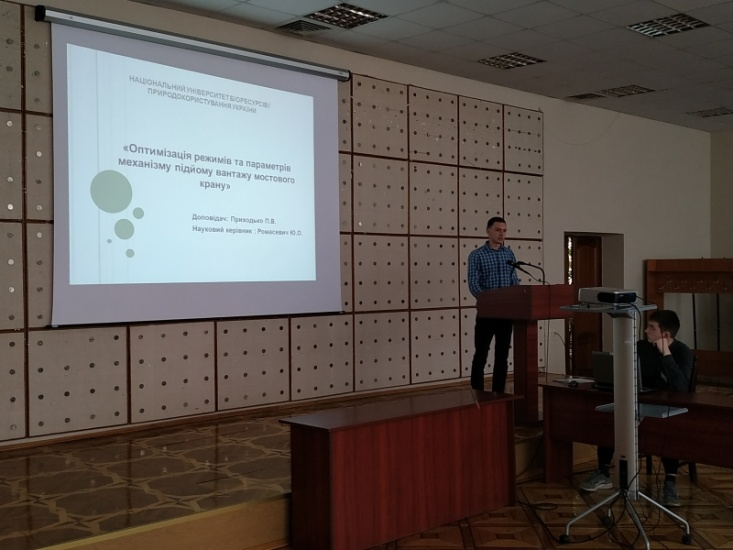 НАЦІОНАЛЬНИЙ УНІВЕРСИТЕТ БІОРЕСУРСІВ І
ПРИРОДОКОРИСТУВАННЯ УКРАЇНИ
«Оптимізація режимів та параметрів
механізму підйому вантажу мостового
крану»
Доповідач: Приходько П.В.
Науковий керівник : Ромасевич Ю.О.